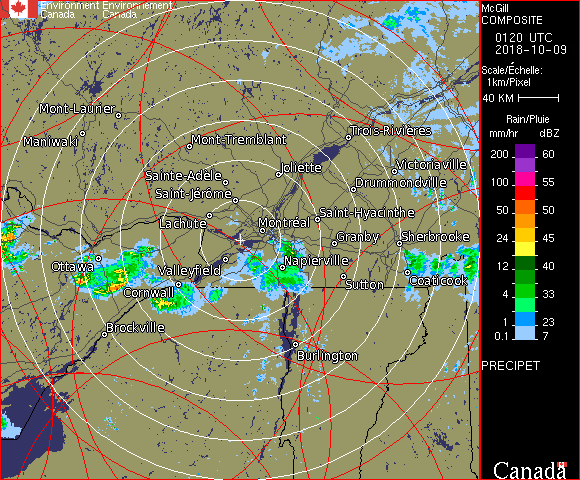 Environment Environnement
Canada Canada
McGill
COMPOSITE
0120 UTC
2018-10-09
Scale/Échelle:
1km/Pixel
40 KM
Rain/Pluie
mm/hr dBZ
200 60
100 55
50 50
24 45
12 40
4 33
1 23
0.1 7
PRECIPET
Canada
Mont-Laurier
Maniwaki
Mont-Tremblant
Trois-Rivières
Sainte-Adèle
Joliette
Victoriaville
Saint-Jérôme
Drummondville
Lachute
Montréal
Saint-Hyacinthe
Granby
Sherbrooke
Ottawa
Valleyfield
Napierville
Cornwall
Sutton
Coaticook
Brockville
Burlington